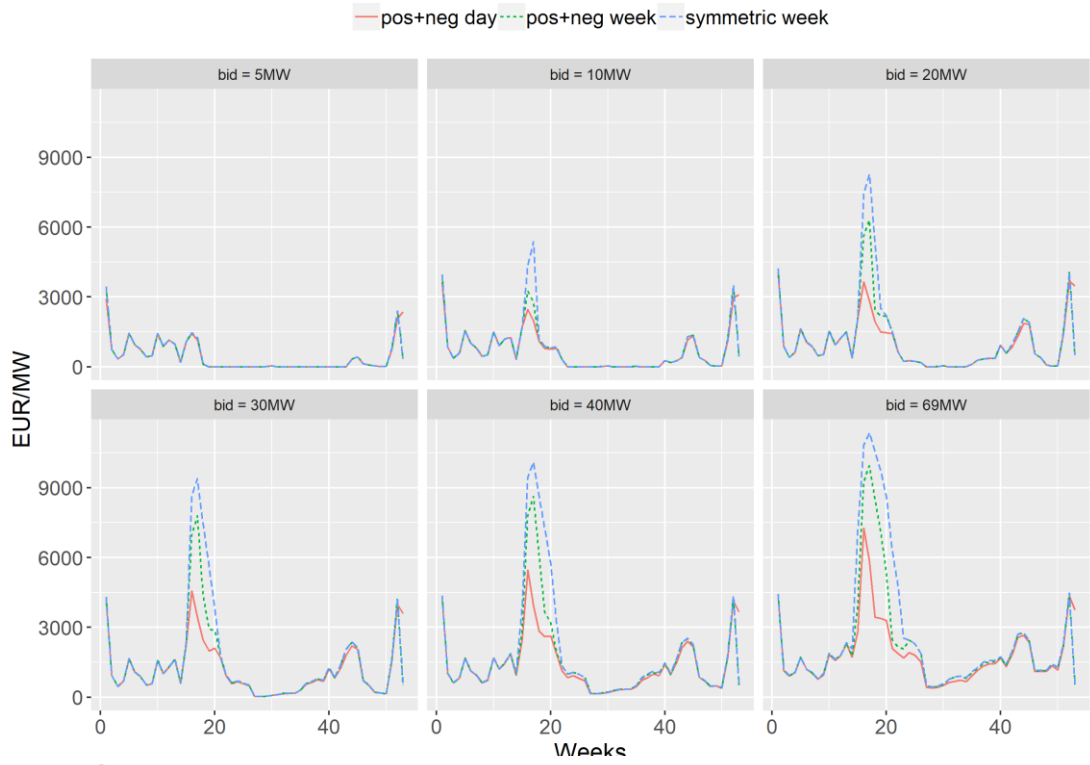 pos+neg day pos+neg week symmetric week
bid = 5MW bid = 10MW bid = 20MW
9000
6000
3000
0
bid = 30MW bid = 40MW bid = 69MW
9000
6000
3000
0
EUR/MW
0 20 40 0 20 40 0 20 40
Weeks